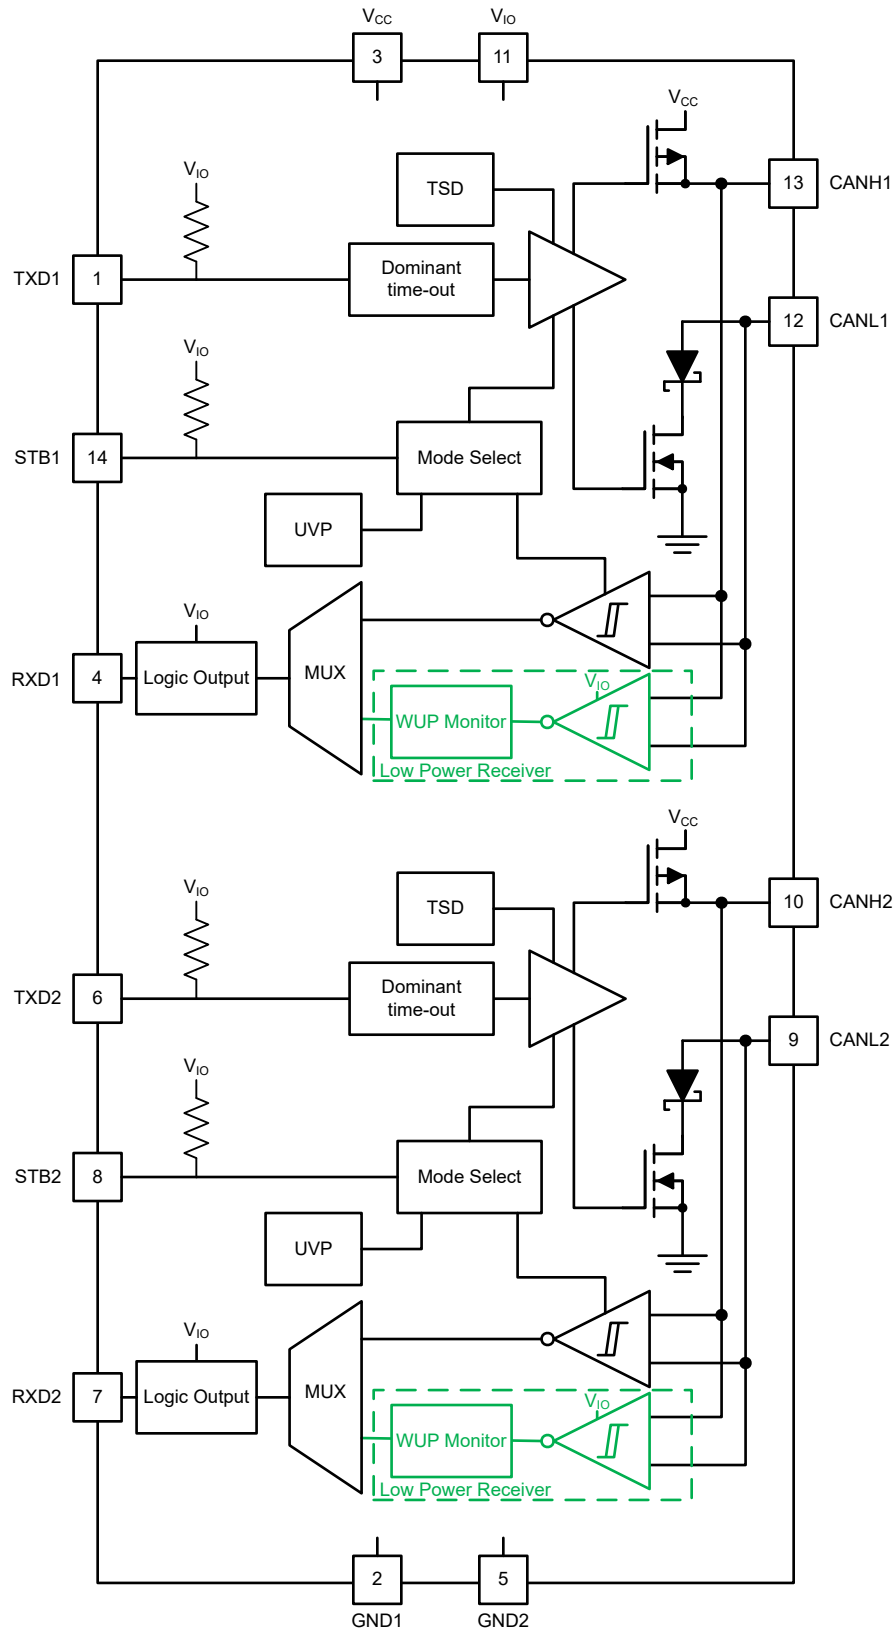 VCC
VIO
3
11
VCC
VIO
TSD
13
CANH1
TXD1
1
Dominant
time-out
12
CANL1
VIO
STB1
14
Mode Select
UVP
VIO
RXD1
4
Logic Output
MUX
VIO
WUP Monitor
Low Power Receiver
VCC
VIO
TSD
10
CANH2
TXD2
6
Dominant
time-out
9
CANL2
VIO
STB2
8
Mode Select
UVP
VIO
RXD2
7
Logic Output
MUX
VIO
WUP Monitor
Low Power Receiver
2
5
GND1
GND2